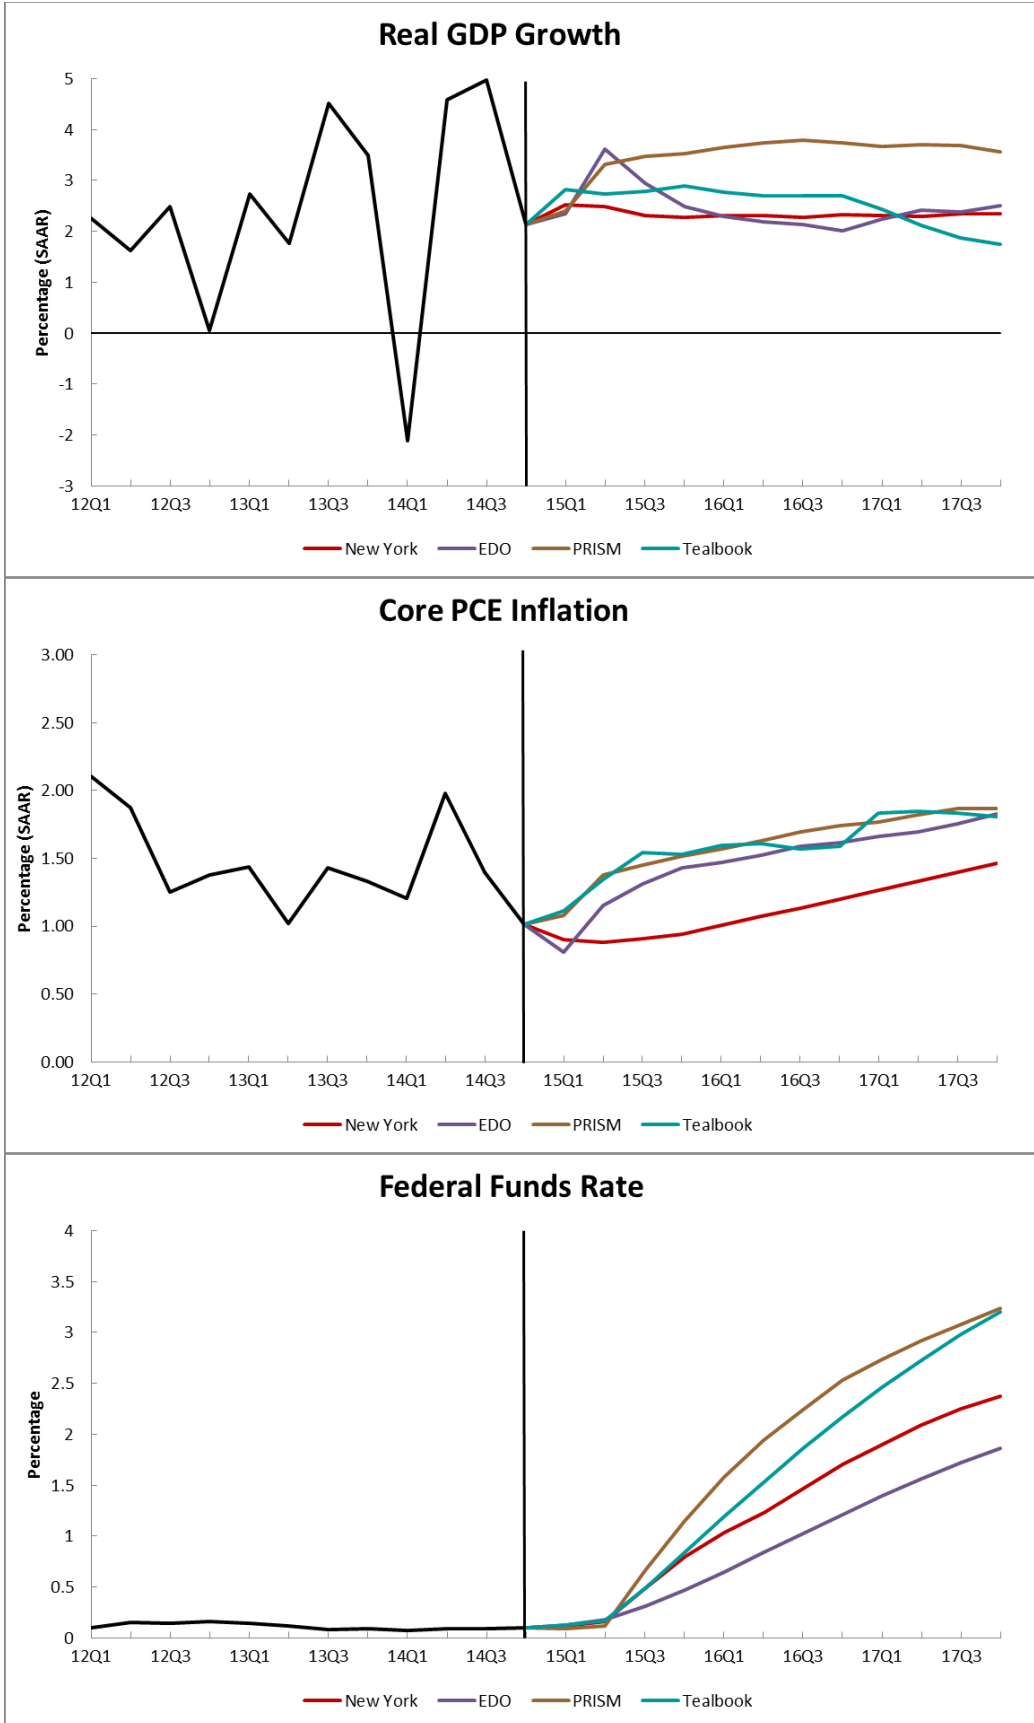 Real GDP Growth
Percentage (SAAR)
5
4
3
2
1
0
-1
-2
-3
12Q1 12Q3 13Q1 13Q3 14Q1 14Q3 15Q1 15Q3 16Q1 16Q3 17Q1 17Q3
New York EDO PRISM Tealbook
Core PCE Inflation
Percentage (SAAR)
3.00
2.50
2.00
1.50
1.00
0.50
0.00
12Q1 12Q3 13Q1 13Q3 14Q1 14Q3 15Q1 15Q3 16Q1 16Q3 17Q1 17Q3
New York EDO PRISM Tealbook
Federal Funds Rate
Percentage
4
3.5
3
2.5
2
1.5
1
0.5
0
12Q1 12Q3 13Q1 13Q3 14Q1 14Q3 15Q1 15Q3 16Q1 16Q3 17Q1 17Q3
New York EDO PRISM Tealbook